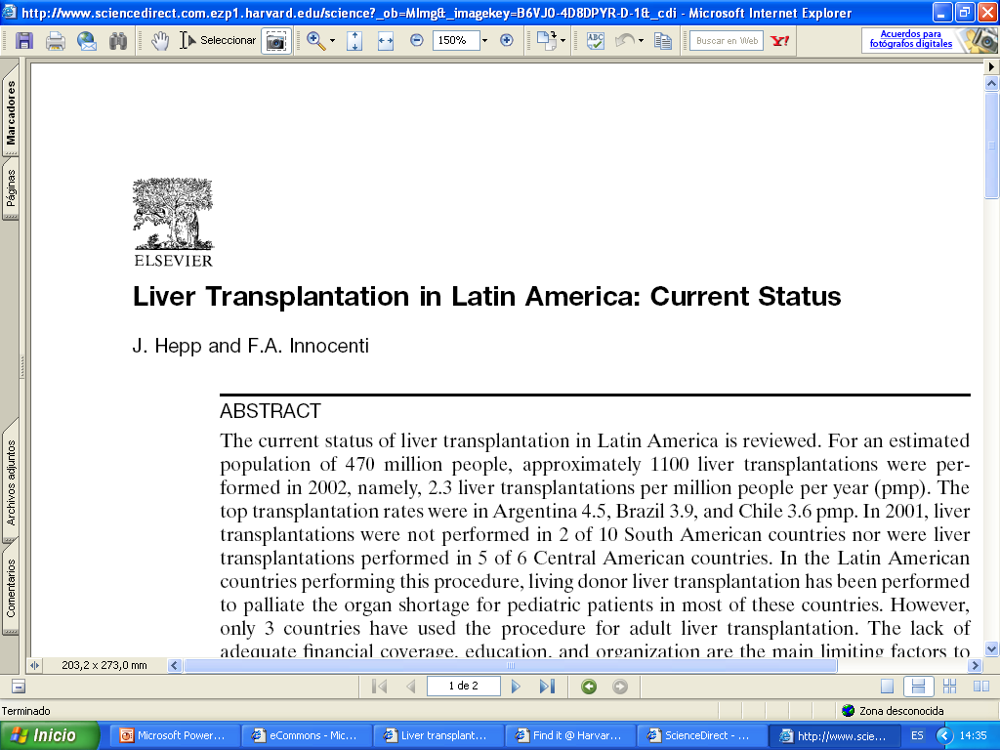 http://www.sciencedirect.com.ezp1.harvard.edu/science?_ob=MImg&_imagekey=B6VJ0-4D8DPYR-D-1&_cdi - Microsoft Internet Explorer
Seleccionar
150%
ABC
Buscar en Web
Y!
Acuerdos para
fotógrafos digitales
Marcadores
Páginas
Archivos adjuntos
Comentarios
ELSEVIER
Liver Transplantation in Latin America: Current Status
J. Hepp and F.A. Innocenti
ABSTRACT
The current status of liver transplantation in Latin America is reviewed. For an estimated
population of 470 million people, approximately 1100 liver transplantations were per-
formed in 2002, namely, 2.3 liver transplantations per million people per year (pmp). The
top transplantation rates were in Argentina 4.5, Brazil 3.9, and Chile 3.6 pmp. In 2001, liver
transplantations were not performed in 2 of 10 South American countries nor were liver
transplantations performed in 5 of 6 Central American countries. In the Latin American
countries performing this procedure, living donor liver transplantation has been performed
to palliate the organ shortage for pediatric patients in most of these countries. However,
only 3 countries have used the procedure for adult liver transplantation. The lack of
adequate financial coverage, education, and organization are the main limiting factors to
203,2 x 273,0 mm
1 de 2
Terminado
Zona desconocida
Inicio
Microsoft Power...
eCommons - Mic...
Liver transplant...
Find it @ Harvar...
ScienceDirect - ...
http://www.scie...
ES
14:35